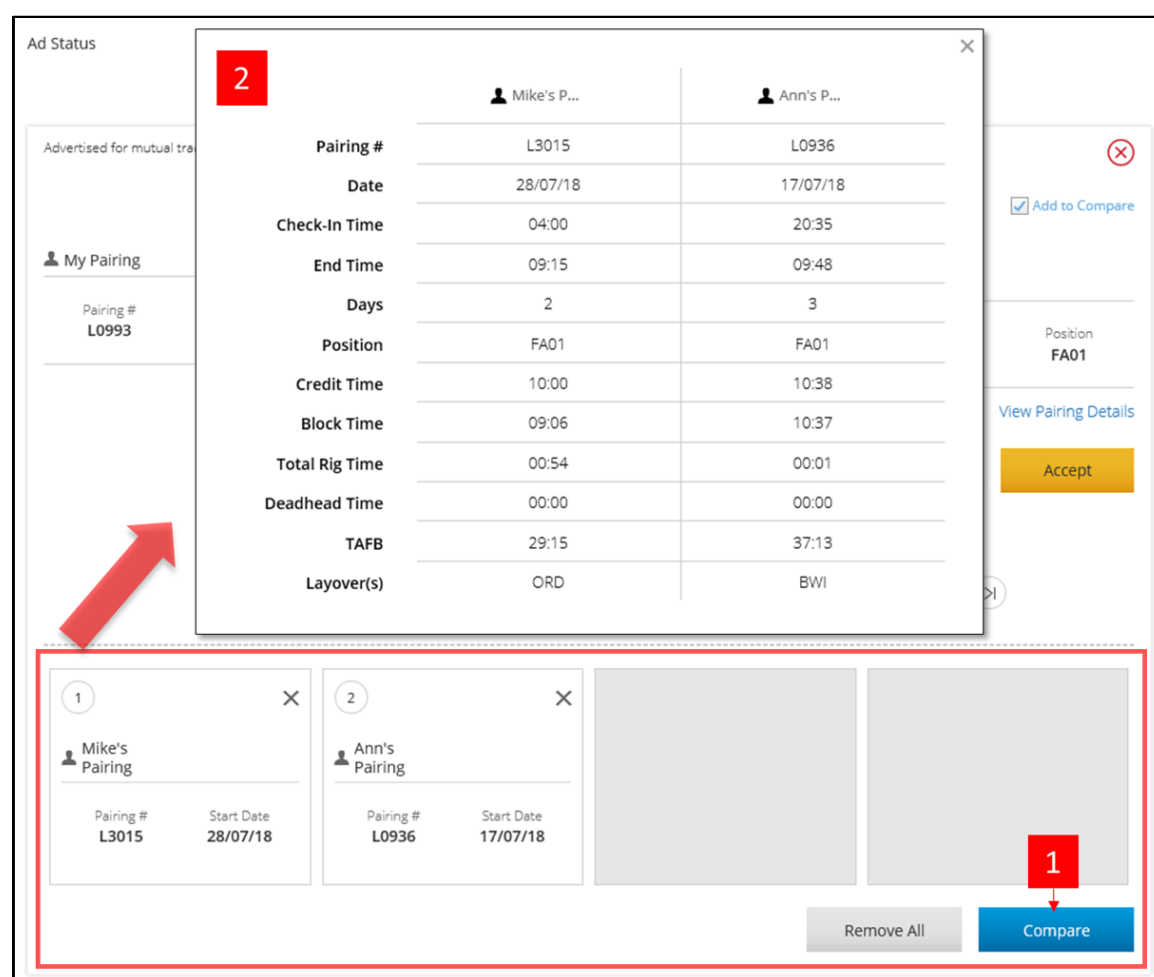 Ad Status
2
Mike's P...
Ann's P...
Pairing # L3015 L0936
Date 28/07/18 17/07/18
Check-In Time 04:00 20:35
End Time 09:15 09:48
Days 2 3
Position FA01 FA01
Credit Time 10:00 10:38
Block Time 09:06 10:37
Total Rig Time 00:54 00:01
Deadhead Time 00:00 00:00
TAFB 29:15 37:13
Layover(s) ORD BWI
Advertised for mutual tra
Add to Compare
My Pairing
Pairing #
L0993
Position
FA01
View Pairing Details
Accept
1
Mike's
Pairing
Pairing # Start Date
L3015 28/07/18
2
Ann's
Pairing
Pairing # Start Date
L0936 17/07/18
1
Remove All
Compare